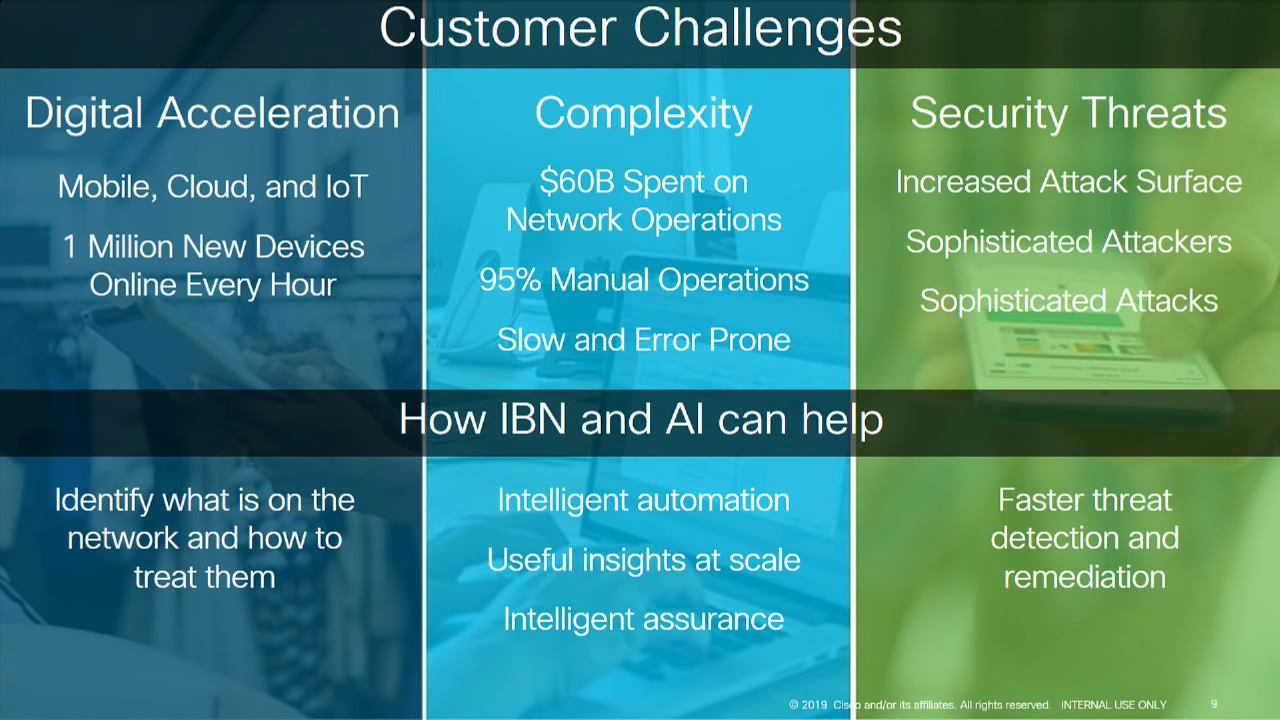 Customer Challenges
Digital Acceleration
Mobile, Cloud, and IoT
1 Million New Devices
Online Every Hour
Complexity
$60B Spent on
Network Operations
95% Manual Operations
Slow and Error Prone
Security Threats
Increased Attack Surface
Sophisticated Attackers
Sophisticated Attacks
How IBN and AI can help
Identify what is on the
network and how to
treat them
Intelligent automation
Useful insights at scale
Intelligent assurance
Faster threat
detection and
remediation
© 2019 Cisco and/or its affiliates. All rights reserved. INTERNAL USE ONLY 9